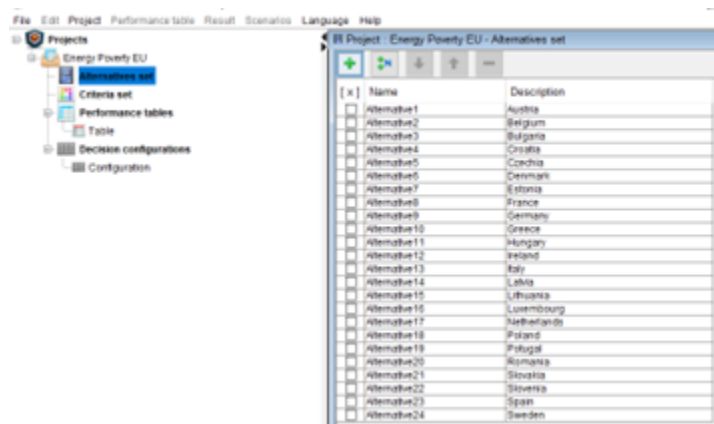 File Edit Project Performance table Result Scenarios Language Help
Projects
Energy Poverty EU
Alternatives set
Criteria set
Performance tables
Table
Decision configurations
Configuration
Project : Energy Poverty EU - Alternatives set
[x] Name Description
Alternative1 Austria
Alternative2 Belgium
Alternative3 Bulgaria
Alternative4 Croatia
Alternative5 Czechia
Alternative6 Denmark
Alternative7 Estonia
Alternative8 France
Alternative9 Germany
Alternative10 Greece
Alternative11 Hungary
Alternative12 Ireland
Alternative13 Italy
Alternative14 Latvia
Alternative15 Lithuania
Alternative16 Luxembourg
Alternative17 Netherlands
Alternative18 Poland
Alternative19 Potugal
Alternative20 Romania
Alternative21 Slovakia
Alternative22 Slovenia
Alternative23 Spain
Alternative24 Sweden